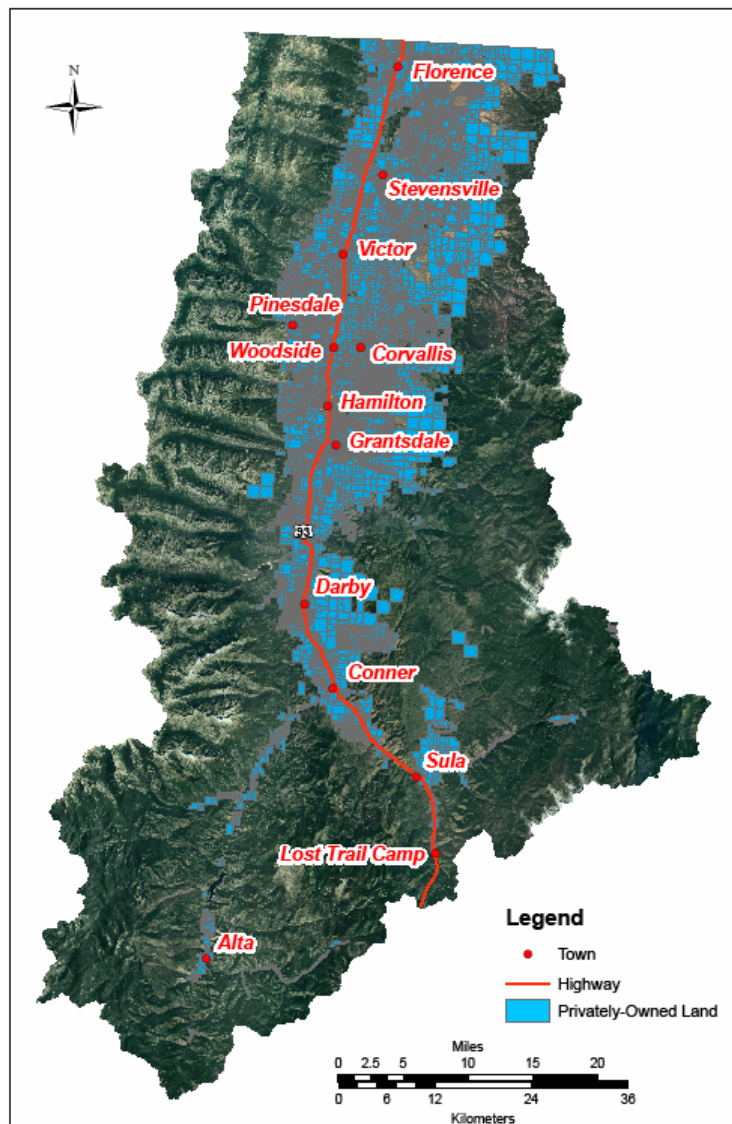 N
Florence
Stevensville
Victor
Pinesdale
Woodside
Corvallis
Hamilton
Grantsdale
93
Darby
Conner
Sula
Lost Trail Camp
Alta
Legend
Town
Highway
Privately-Owned Land
Miles
0 2.5 5 10 15 20
0 6 12 24 36
Kilometers